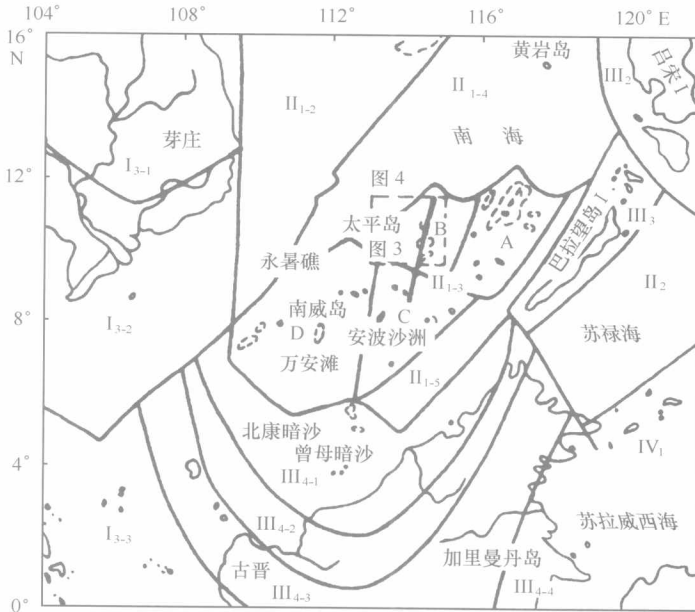 104° 108° 112° 116° 120° E
16°
N
黄岩岛
III₂
吕宋 I
II₁₋₂
II₁₋₄
芽庄
南 海
I₃₋₁
12°
图 4
太平岛
B
A
巴拉望岛 I
III₃
永暑礁
图 3
II₁₋₃
II₂
I₃₋₂
8°
南威岛
D
C
安波沙洲
苏禄海
万安滩
II₁₋₅
北康暗沙
IV₁
4°
曾母暗沙
III₄₋₁
I₃₋₃
III₄₋₂
苏拉威西海
古晋
加里曼丹岛
0°
III₄₋₃
III₄₋₄